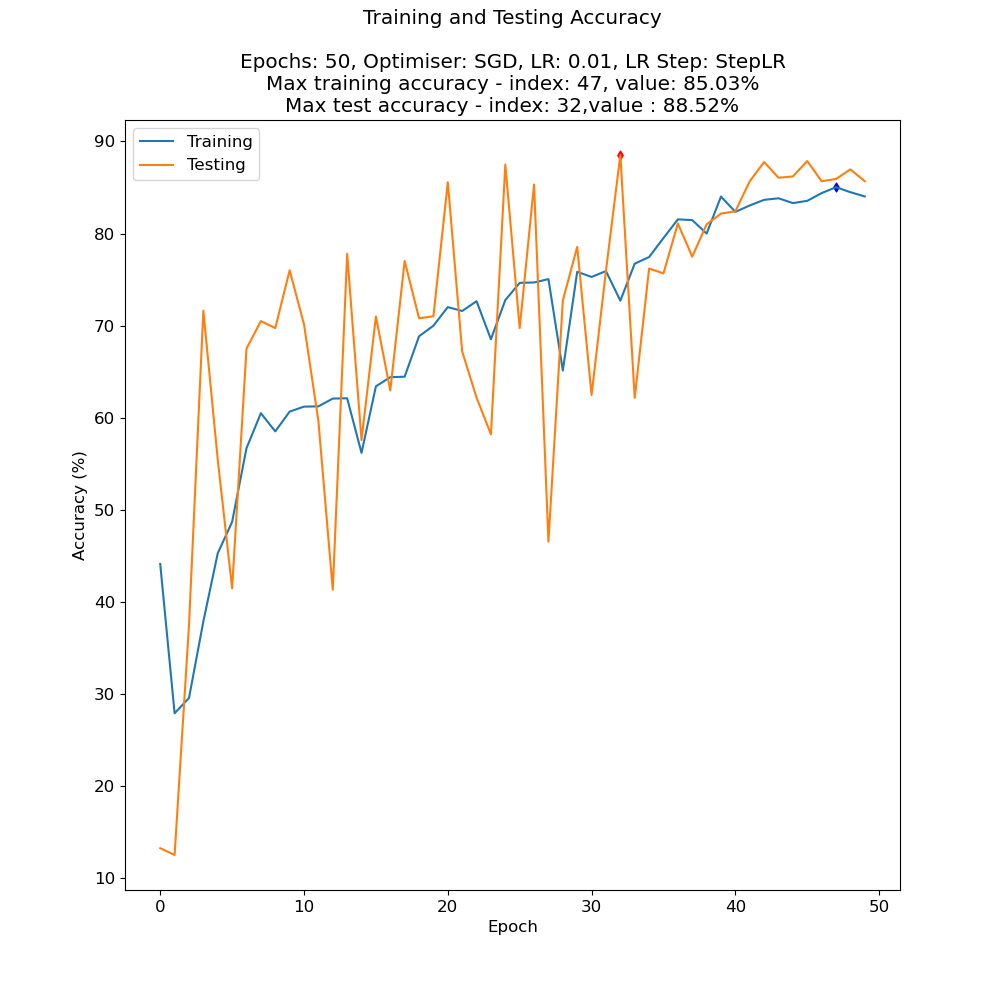 Training and Testing Accuracy
Epochs: 50, Optimiser: SGD, LR: 0.01, LR Step: StepLR
Max training accuracy - index: 47, value: 85.03%
Max test accuracy - index: 32,value : 88.52%
Training
Testing
90
80
70
60
50
40
30
20
10
Accuracy (%)
0
10
20
30
40
50
Epoch